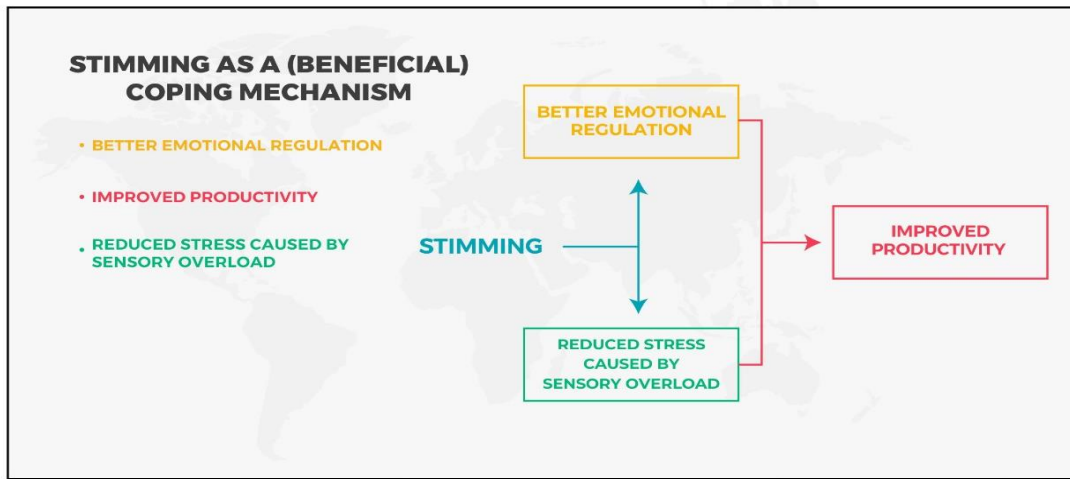 STIMMING AS A (BENEFICIAL)
COPING MECHANISM
• BETTER EMOTIONAL REGULATION
• IMPROVED PRODUCTIVITY
• REDUCED STRESS CAUSED BY
SENSORY OVERLOAD
STIMMING
BETTER EMOTIONAL
REGULATION
REDUCED STRESS
CAUSED BY
SENSORY OVERLOAD
IMPROVED
PRODUCTIVITY